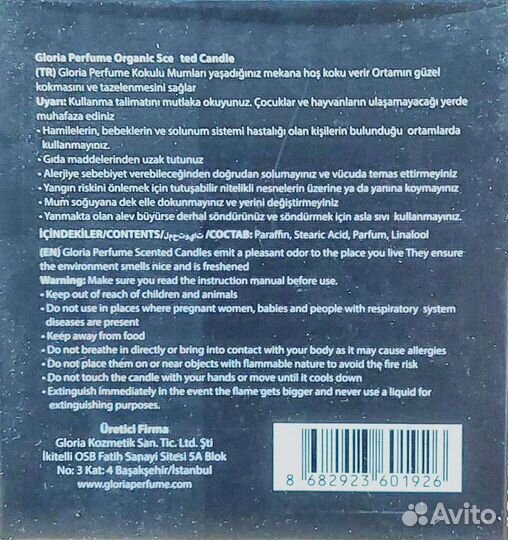 Gloria Perfume Organic Sce ted Candle
(TR) Gloria Perfume Kokulu Mumları yaşadığınız mekana hoş koku verir Ortamın güzel
kokmasını ve tazelenmesini sağlar
Uyarı: Kullanma talimatını mutlaka okuyunuz. Çocuklar ve hayvanların ulaşamayacağı yerde
muhafaza ediniz
• Hamilelerin, bebeklerin ve solunum sistemi hastalığı olan kişilerin bulunduğu ortamlarda
kullanmayınız.
• Gıda maddelerinden uzak tutunuz
• Alerjiye sebebiyet verebileceğinden doğrudan solumayınız ve vücuda temas ettirmeyiniz
• Yangın riskini önlemek için tutuşabilir nitelikli nesnelerin üzerine ya da yanına koymayınız
• Mum soğuyana dek elle dokunmayınız ve yerini değiştirmeyiniz
• Yanmakta olan alev büyürse derhal söndürünüz ve söndürmek için asla sıvı kullanmayınız.
İÇİNDEKİLER/CONTENTS/المحتويات/COCTAB: Paraffin, Stearic Acid, Parfum, Linalool
(EN) Gloria Perfume Scented Candles emit a pleasant odor to the place you live They ensure
the environment smells nice and is freshened
Warning: Make sure you read the instruction manual before use.
• Keep out of reach of children and animals
• Do not use in places where pregnant women, babies and people with respiratory system
diseases are present
• Keep away from food
• Do not breathe in directly or bring into contact with your body as it may cause allergies
• Do not place them on or near objects with flammable nature to avoid the fire risk
• Do not touch the candle with your hands or move until it cools down
• Extinguish immediately in the event the flame gets bigger and never use a liquid for
extinguishing purposes.
Üretici Firma
Gloria Kozmetik San. Tic. Ltd. Şti
İkitelli OSB Fatih Sanayi Sitesi 5A Blok
No: 3 Kat: 4 Başakşehir/İstanbul
www.gloriaperfume.com
8 682923 601926
Avito